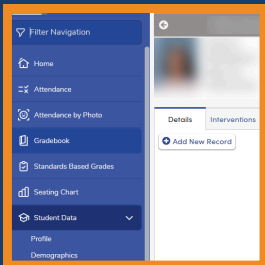 Filter Navigation
Home
Attendance
Attendance by Photo
Gradebook
Standards Based Grades
Seating Chart
Student Data
Profile
Demographics
Details
Interventions
Add New Record